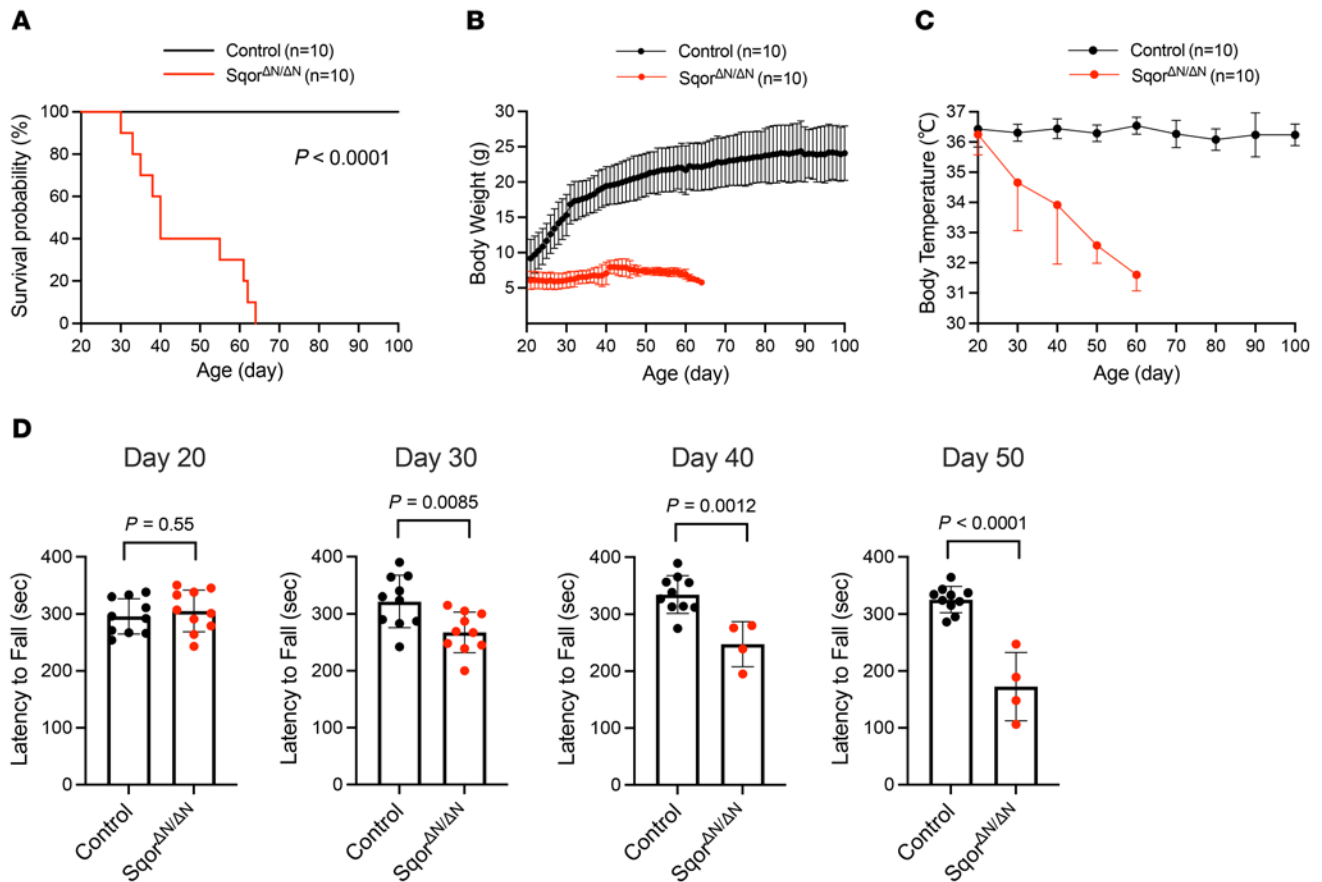 A
Control (n=10)
Sqor^ΔN/ΔN (n=10)
Survival probability (%)
100
80
60
40
20
0
P < 0.0001
20 30 40 50 60 70 80 90 100
Age (day)
B
Control (n=10)
Sqor^ΔN/ΔN (n=10)
Body Weight (g)
30
25
20
15
10
5
20 30 40 50 60 70 80 90 100
Age (day)
C
Control (n=10)
Sqor^ΔN/ΔN (n=10)
Body Temperature (℃)
37
36
35
34
33
32
31
30
20 30 40 50 60 70 80 90 100
Age (day)
D
Day 20
P = 0.55
Latency to Fall (sec)
400
300
200
100
0
Control
Sqor^ΔN/ΔN
Day 30
P = 0.0085
Latency to Fall (sec)
400
300
200
100
0
Control
Sqor^ΔN/ΔN
Day 40
P = 0.0012
Latency to Fall (sec)
400
300
200
100
0
Control
Sqor^ΔN/ΔN
Day 50
P < 0.0001
Latency to Fall (sec)
400
300
200
100
0
Control
Sqor^ΔN/ΔN